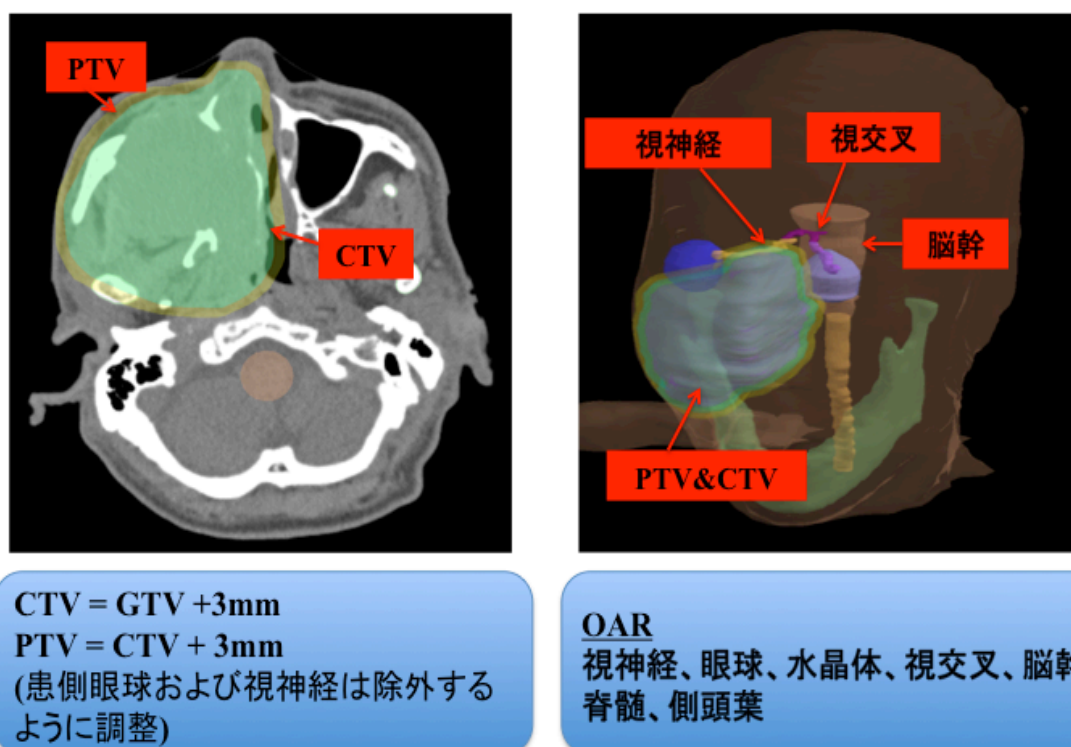 PTV
CTV
視神経
視交叉
脳幹
PTV&CTV
CTV = GTV +3mm
PTV = CTV + 3mm
(患側眼球および視神経は除外する
ように調整)
OAR
視神経、眼球、水晶体、視交叉、脳幹
脊髄、側頭葉